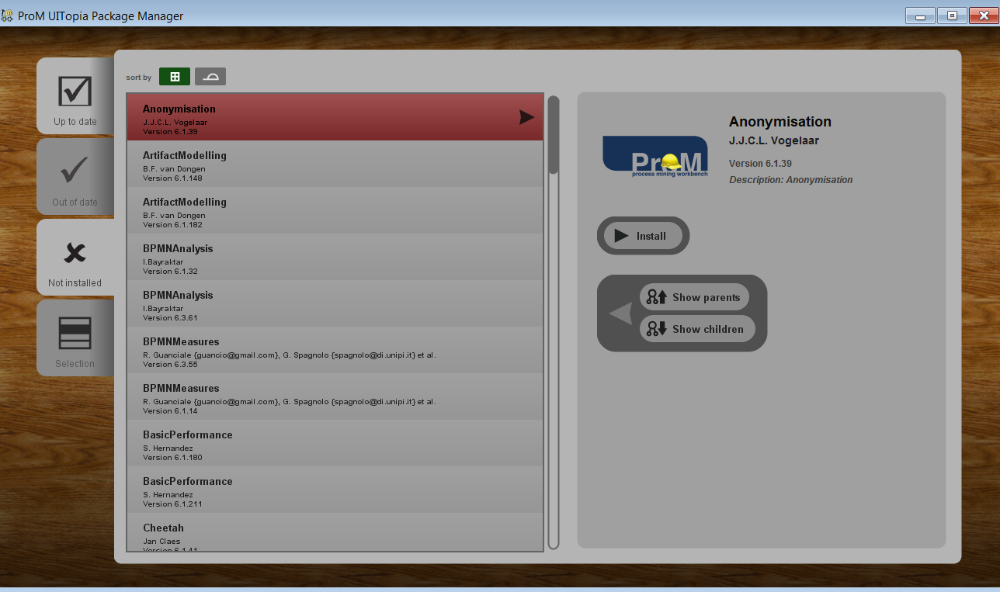 ProM UITopia Package Manager
Up to date
Out of date
Not installed
Selection
sort by
Anonymisation
J.J.C.L. Vogelaar
Version 6.1.39
ArtifactModelling
B.F. van Dongen
Version 6.1.148
ArtifactModelling
B.F. van Dongen
Version 6.1.182
BPMNAnalysis
I.Bayraktar
Version 6.1.32
BPMNAnalysis
I.Bayraktar
Version 6.3.61
BPMNMeasures
R. Guanciale {guancio@gmail.com}, G. Spagnolo {spagnolo@di.unipi.it} et al.
Version 6.3.55
BPMNMeasures
R. Guanciale {guancio@gmail.com}, G. Spagnolo {spagnolo@di.unipi.it} et al.
Version 6.1.14
BasicPerformance
S. Hernandez
Version 6.1.180
BasicPerformance
S. Hernandez
Version 6.1.211
Cheetah
Jan Claes
Version 6.1.41
ProM
process mining workbench
Anonymisation
J.J.C.L. Vogelaar
Version 6.1.39
Description: Anonymisation
Install
Show parents
Show children